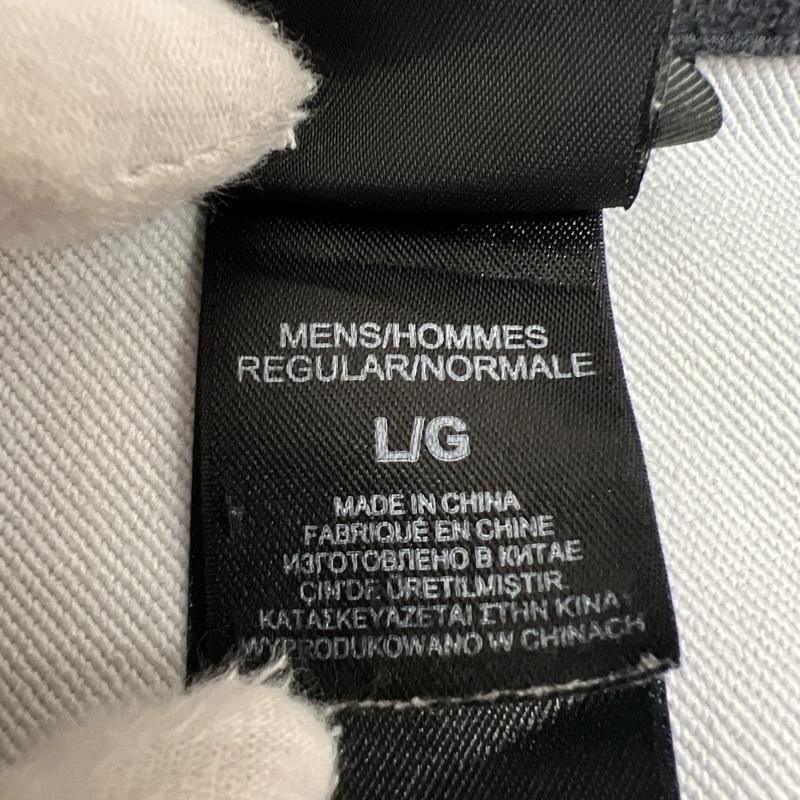 MENS/HOMMES
REGULAR/NORMALE
L/G
MADE IN CHINA
FABRIQUÉ EN CHINE
ИЗГОТОВЛЕНО В КИТАЕ
ÇIN'DE ÜRETILMIŞTIR
ΚΑΤΑΣΚΕΥΑΖΕΤΑΙ ΣΤΗΝ ΚΙΝΑ
WYPRODUKOWANO W CHINACH